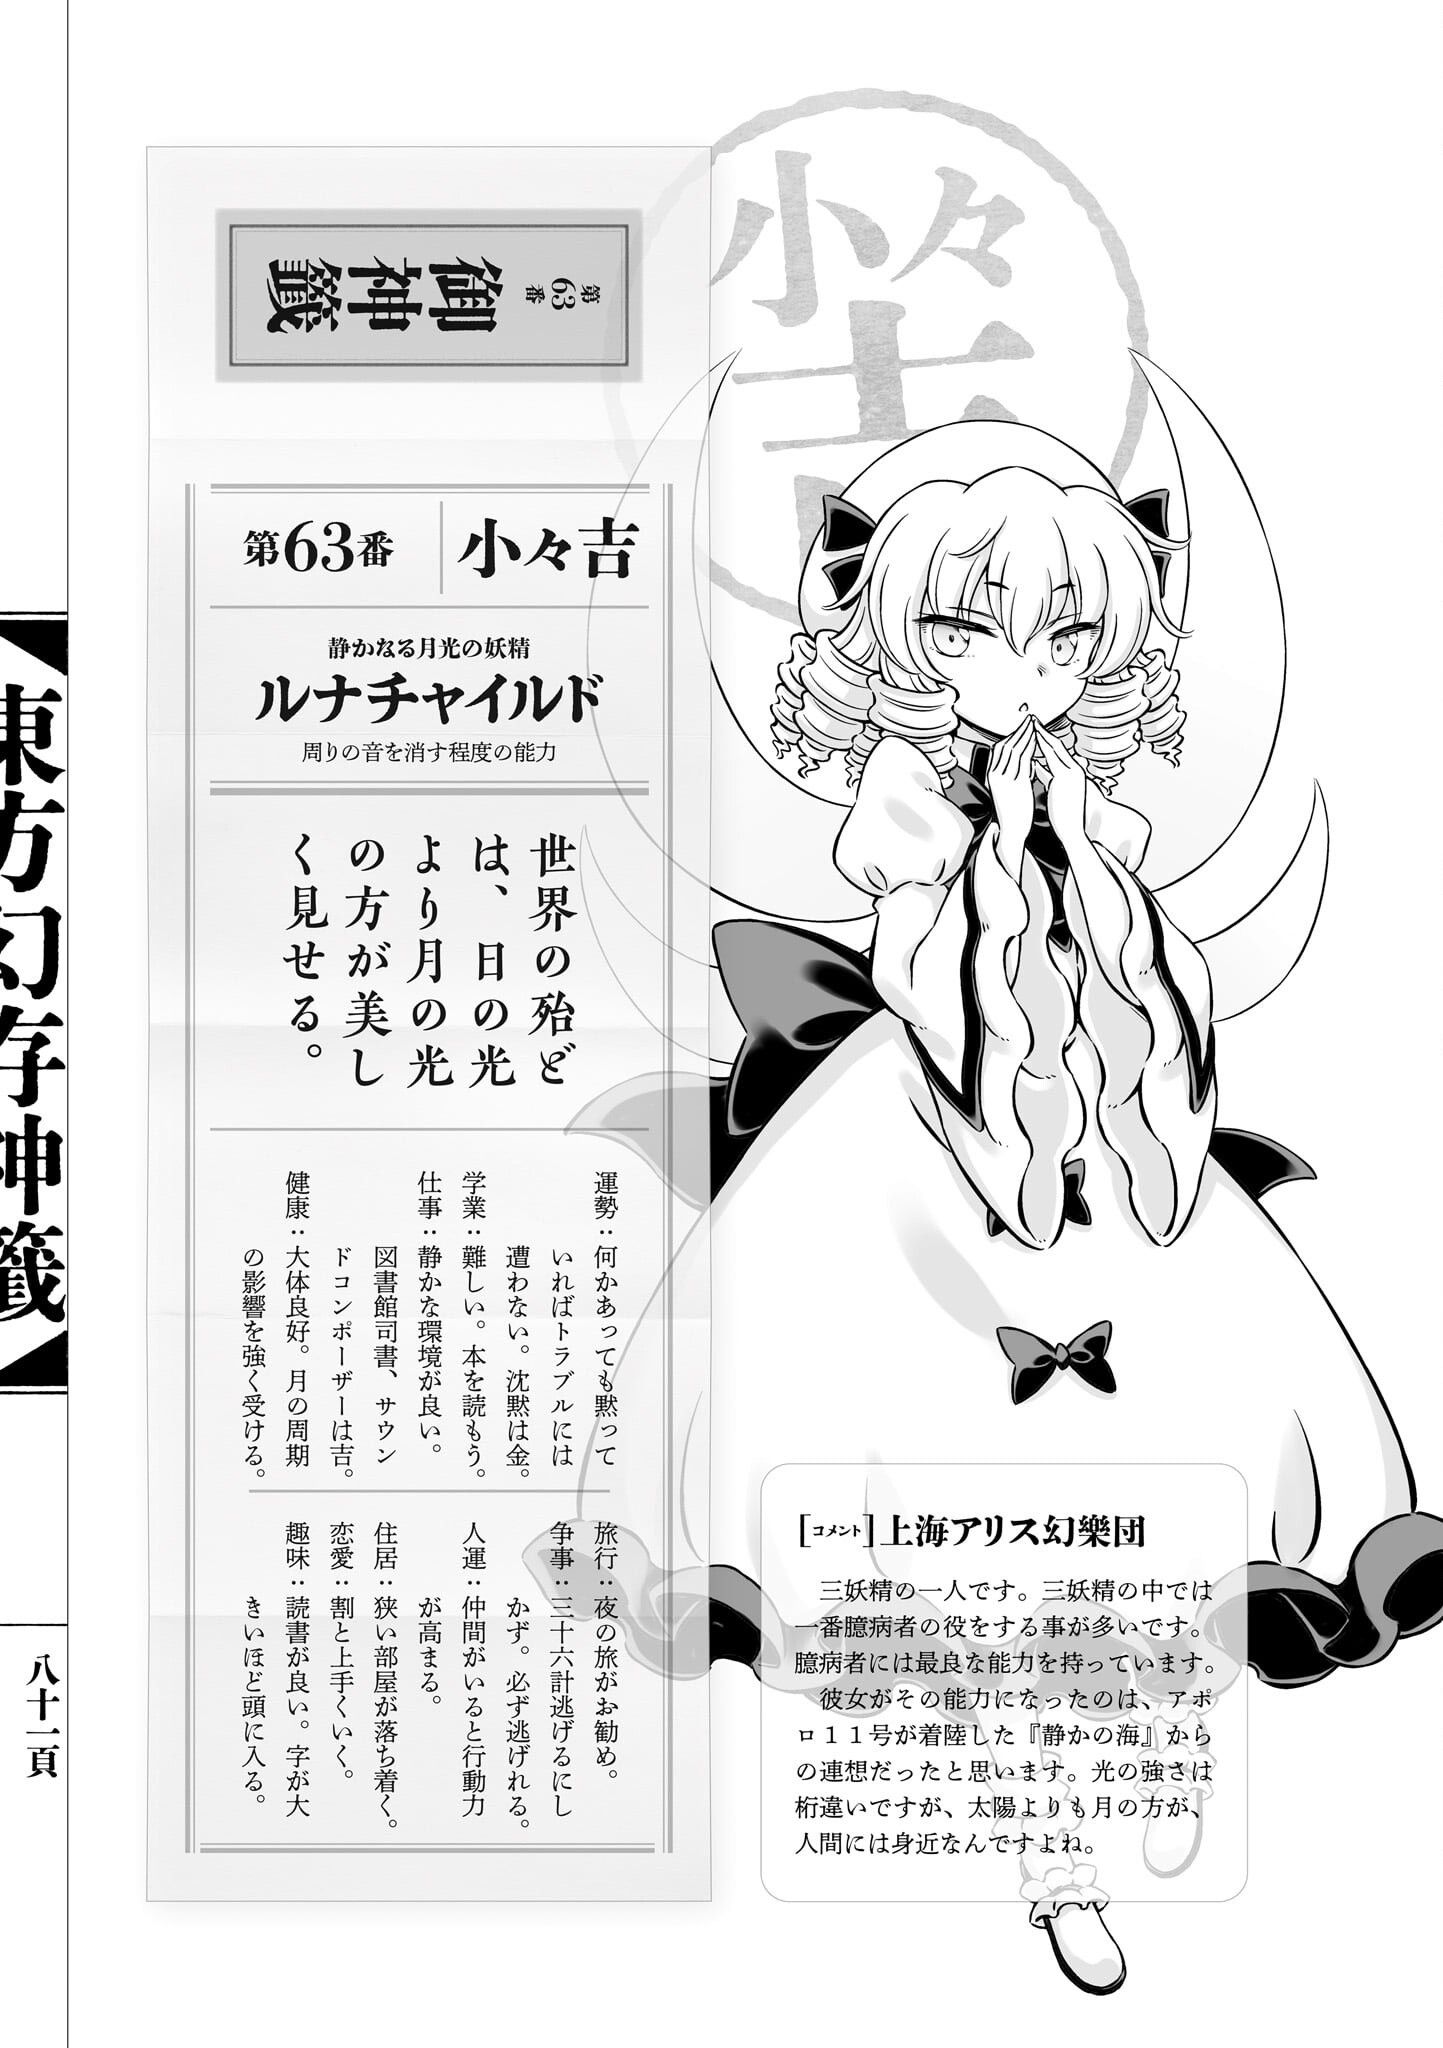 小々吉
御神籤
第63番
第63番
小々吉
静かなる月光の妖精
ルナチャイルド
周りの音を消す程度の能力
世界の殆ど
は、日の光
より月の光
の方が美し
く見せる。
運勢：何かあっても黙って
いればトラブルには
遭わない。沈黙は金。
学業：難しい。本を読もう。
仕事：静かな環境が良い。
図書館司書、サウン
ドコンポーザーは吉。
健康：大体良好。月の周期
の影響を強く受ける。
旅行：夜の旅がお勧め。
争事：三十六計逃げるにし
かず。必ず逃げれる。
人運：仲間がいると行動力
が高まる。
住居：狭い部屋が落ち着く。
恋愛：割と上手くいく。
趣味：読書が良い。字が大
きいほど頭に入る。
［コメント］上海アリス幻樂団
三妖精の一人です。三妖精の中では
一番臆病者の役をする事が多いです。
臆病者には最良な能力を持っています。
彼女がその能力になったのは、アポ
ロ１１号が着陸した『静かの海』から
の連想だったと思います。光の強さは
桁違いですが、太陽よりも月の方が、
人間には身近なんですよね。
東方幻存神籤
八十一頁